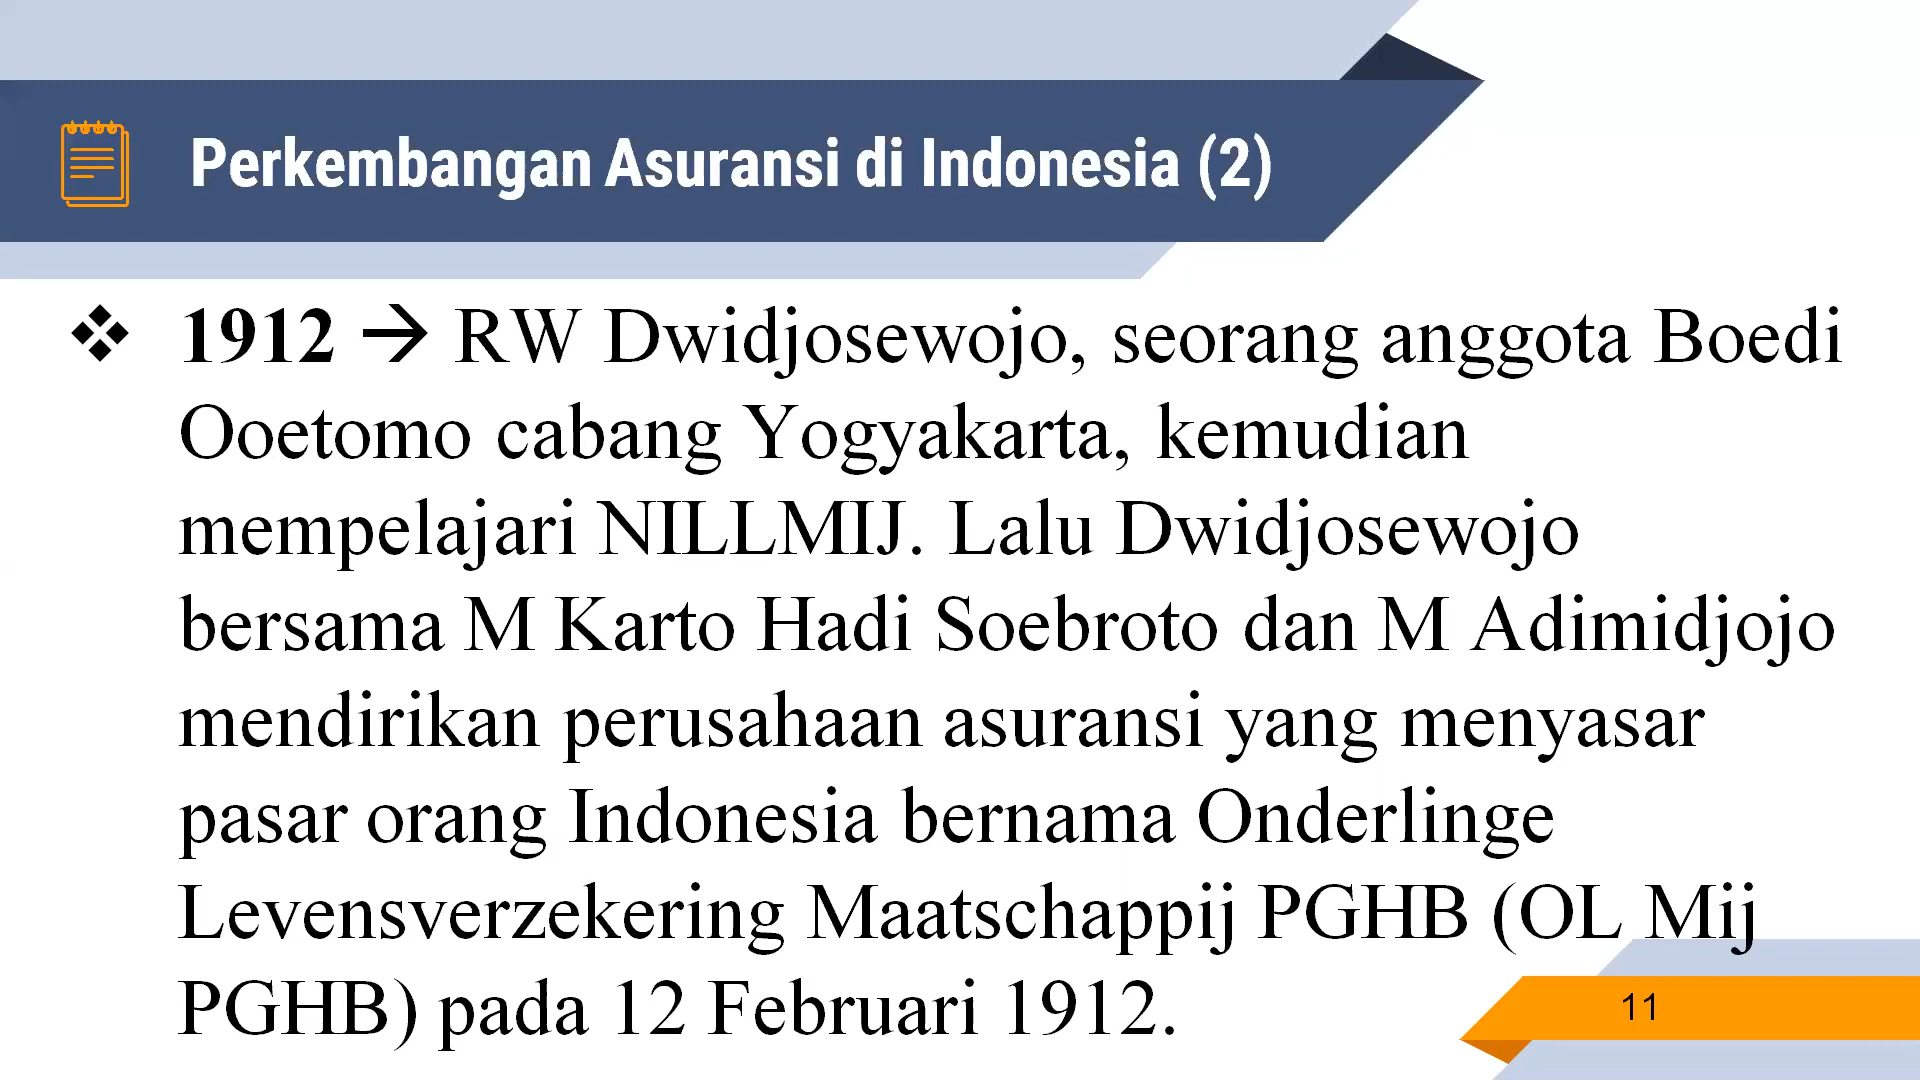 Perkembangan Asuransi di Indonesia (2)
❖ 1912 → RW Dwidjosewojo, seorang anggota Boedi
Ooetomo cabang Yogyakarta, kemudian
mempelajari NILLMIJ. Lalu Dwidjosewojo
bersama M Karto Hadi Soebroto dan M Adimidjojo
mendirikan perusahaan asuransi yang menyasar
pasar orang Indonesia bernama Onderlinge
Levensverzekering Maatschappij PGHB (OL Mij
PGHB) pada 12 Februari 1912.
11